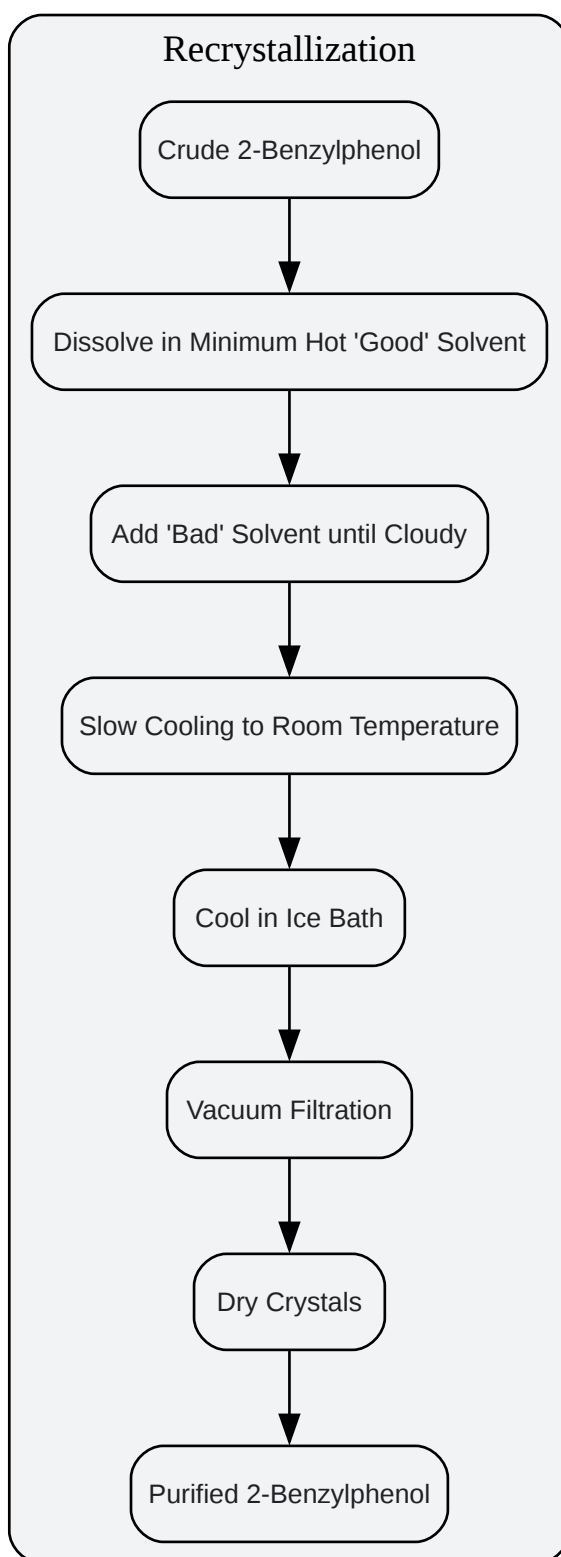 Recrystallization
Crude 2-Benzylphenol
Dissolve in Minimum Hot 'Good' Solvent
Add 'Bad' Solvent until Cloudy
Slow Cooling to Room Temperature
Cool in Ice Bath
Vacuum Filtration
Dry Crystals
Purified 2-Benzylphenol